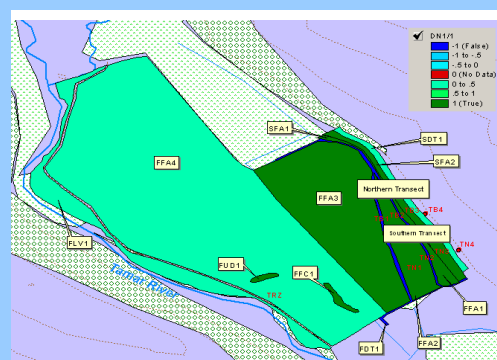 DN1/1
-1 (False)
-1 to -.5
-.5 to 0
0 (No Data)
0 to .5
.5 to 1
1 (True)
SFA1
SDT1
SFA2
FFA4
Northern Transect
FFA3
TB4
Southern Transect
TN4
FLV1
FUD1
FFC1
TRZ
Tamar River
FFA1
FFA2
FDT1